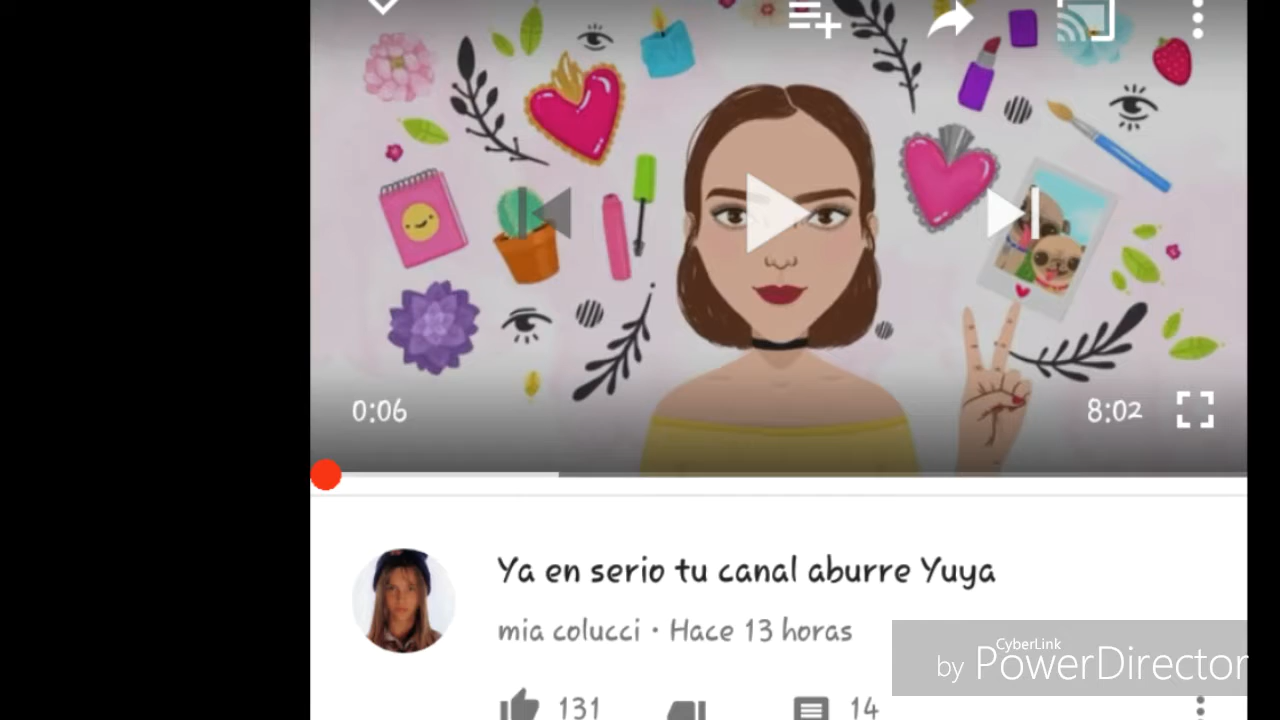 0:06
8:02
Ya en serio tu canal aburre Yuya
mia colucci · Hace 13 horas
131
14
by CyberLink PowerDirector